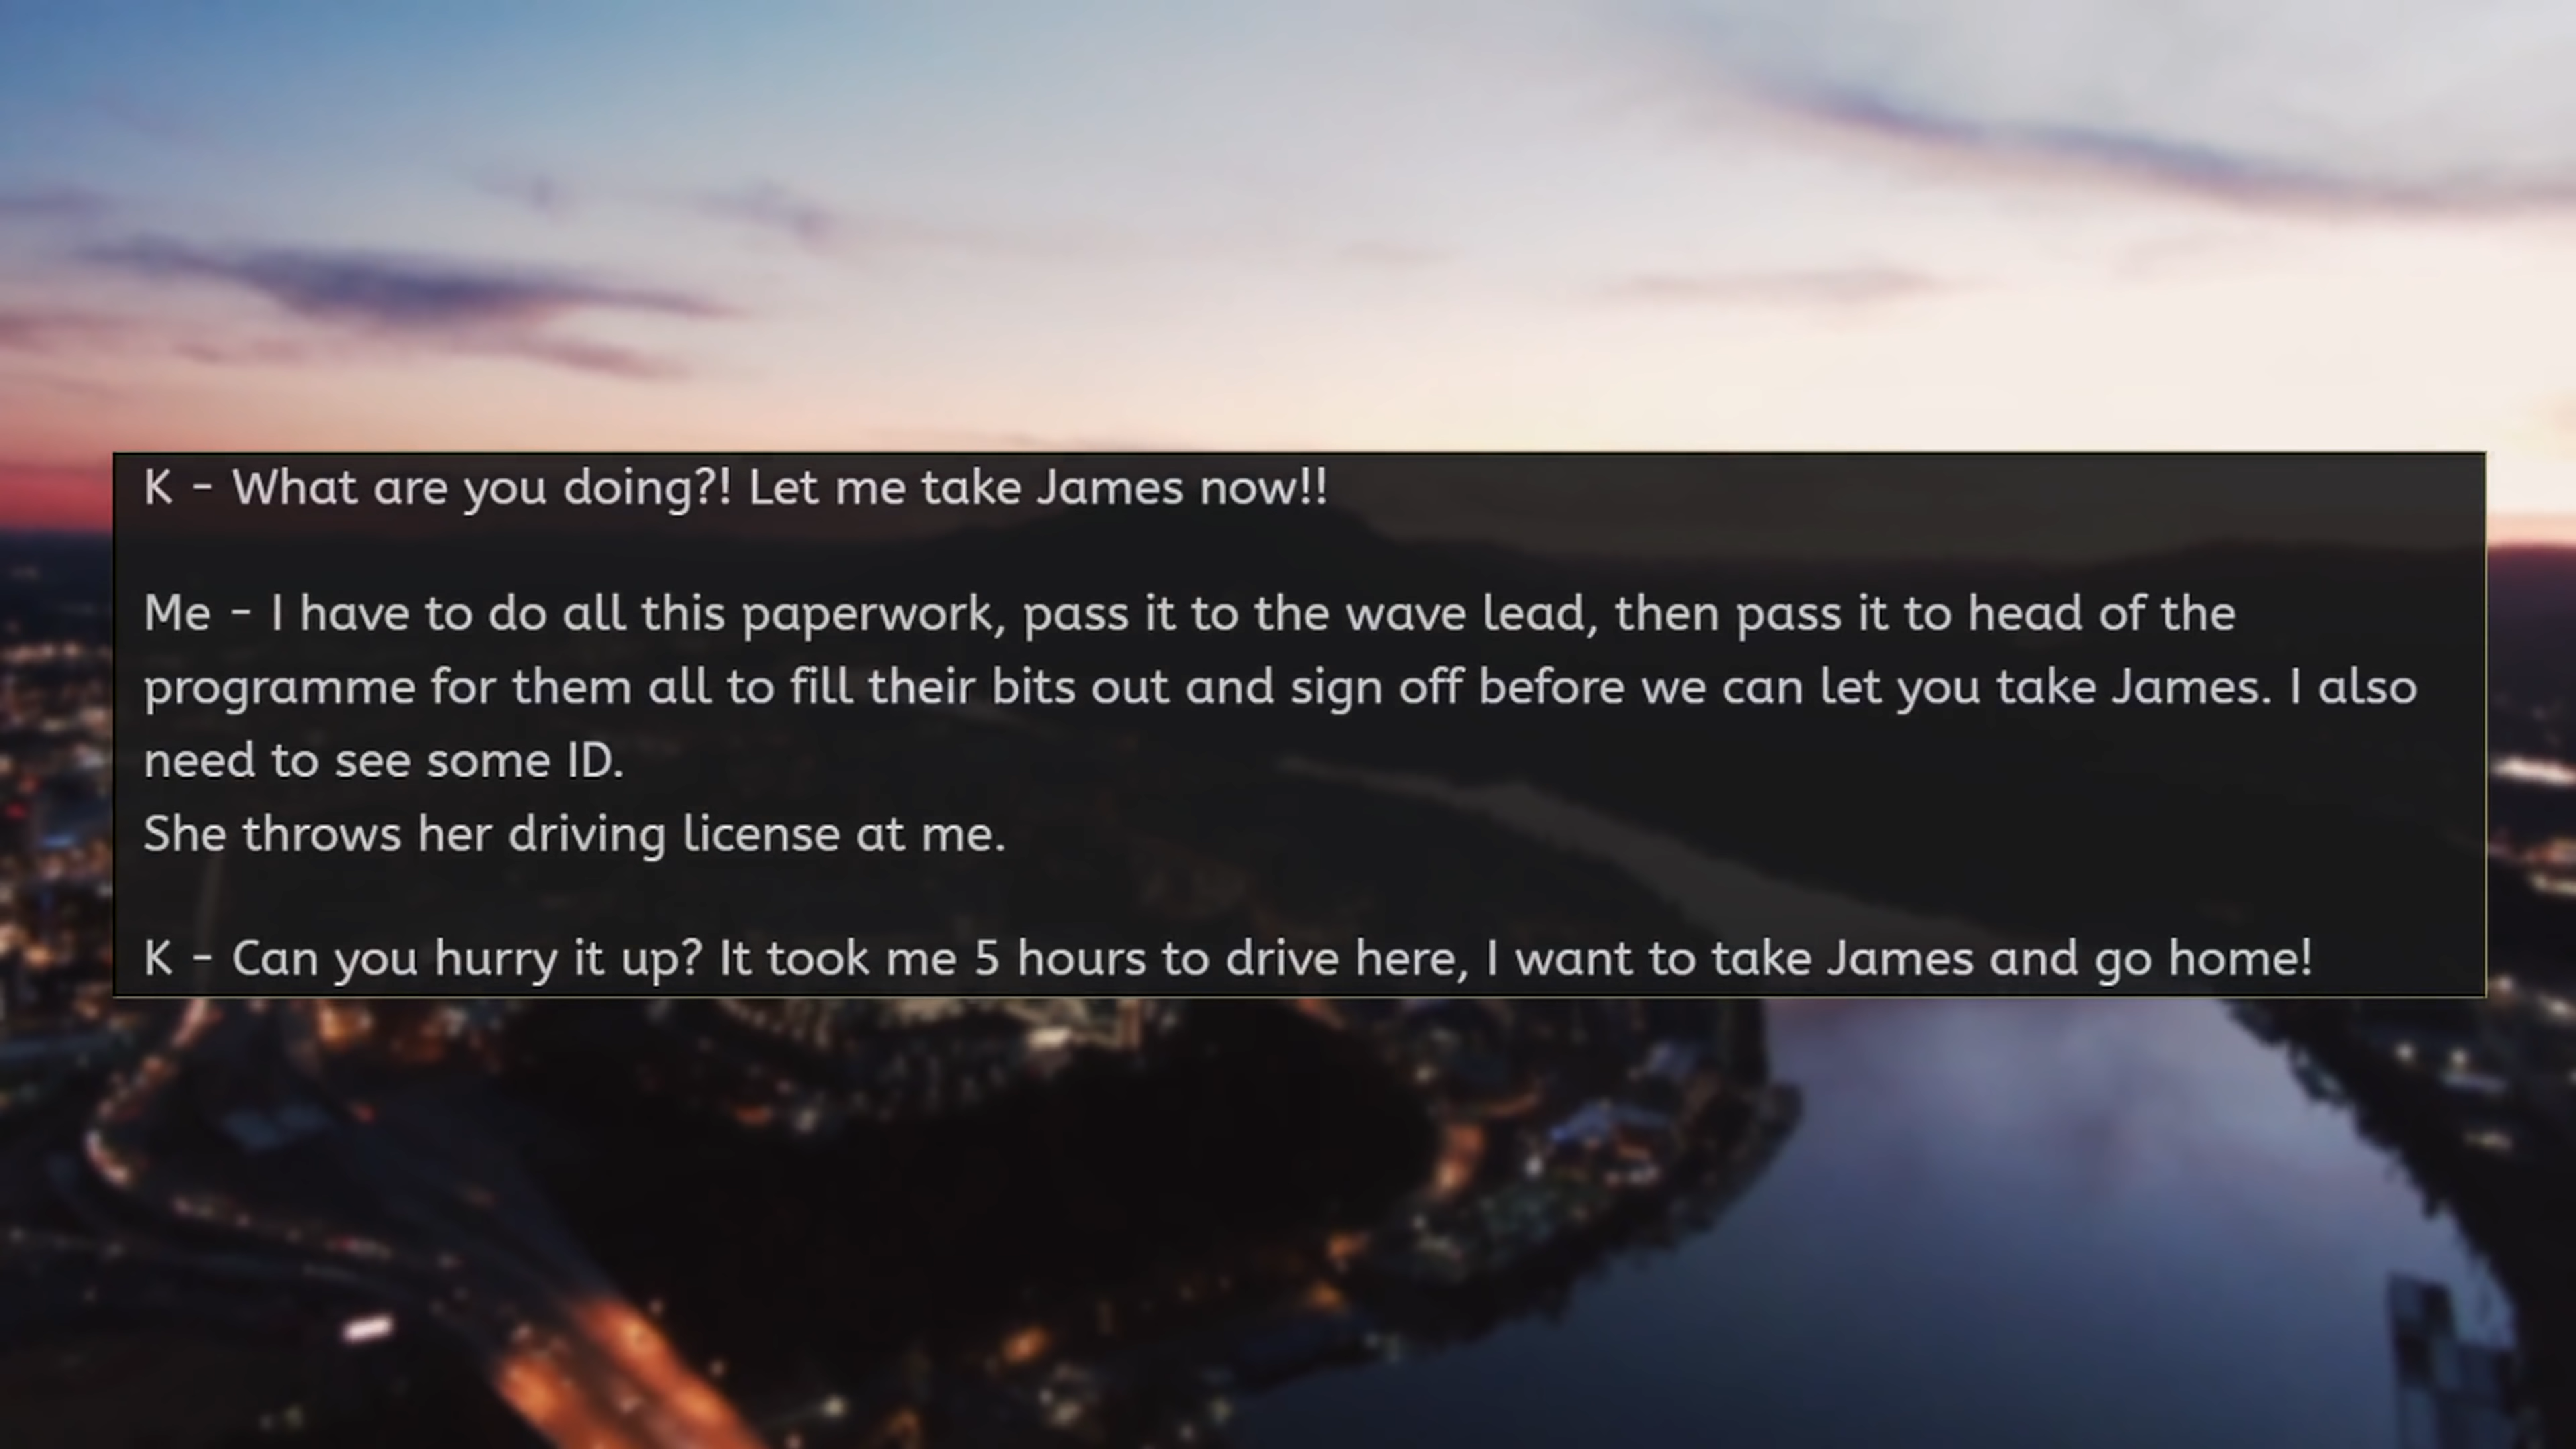 K - What are you doing?! Let me take James now!!
Me - I have to do all this paperwork, pass it to the wave lead, then pass it to head of the
programme for them all to fill their bits out and sign off before we can let you take James. I also
need to see some ID.
She throws her driving license at me.
K - Can you hurry it up? It took me 5 hours to drive here, I want to take James and go home!